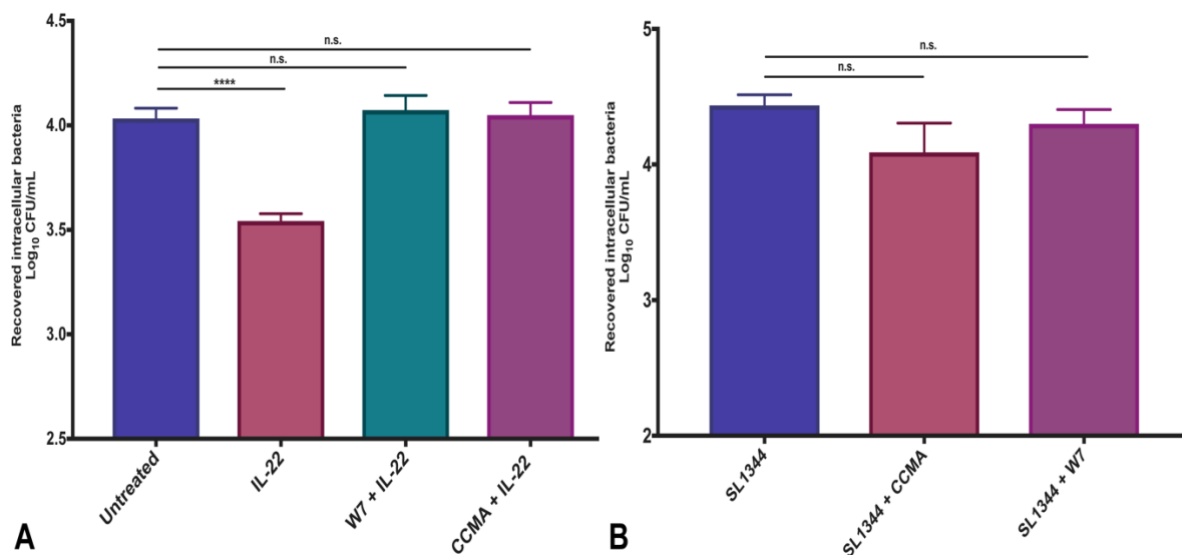 Recovered intracellular bacteria
Log₁₀ CFU/mL
4.5
4.0
3.5
3.0
2.5
n.s.
n.s.
****
Untreated
IL-22
W7 + IL-22
CCMA + IL-22
A
Recovered intracellular bacteria
Log₁₀ CFU/mL
5
4
3
2
n.s.
n.s.
SL1344
SL1344 + CCMA
SL1344 + W7
B